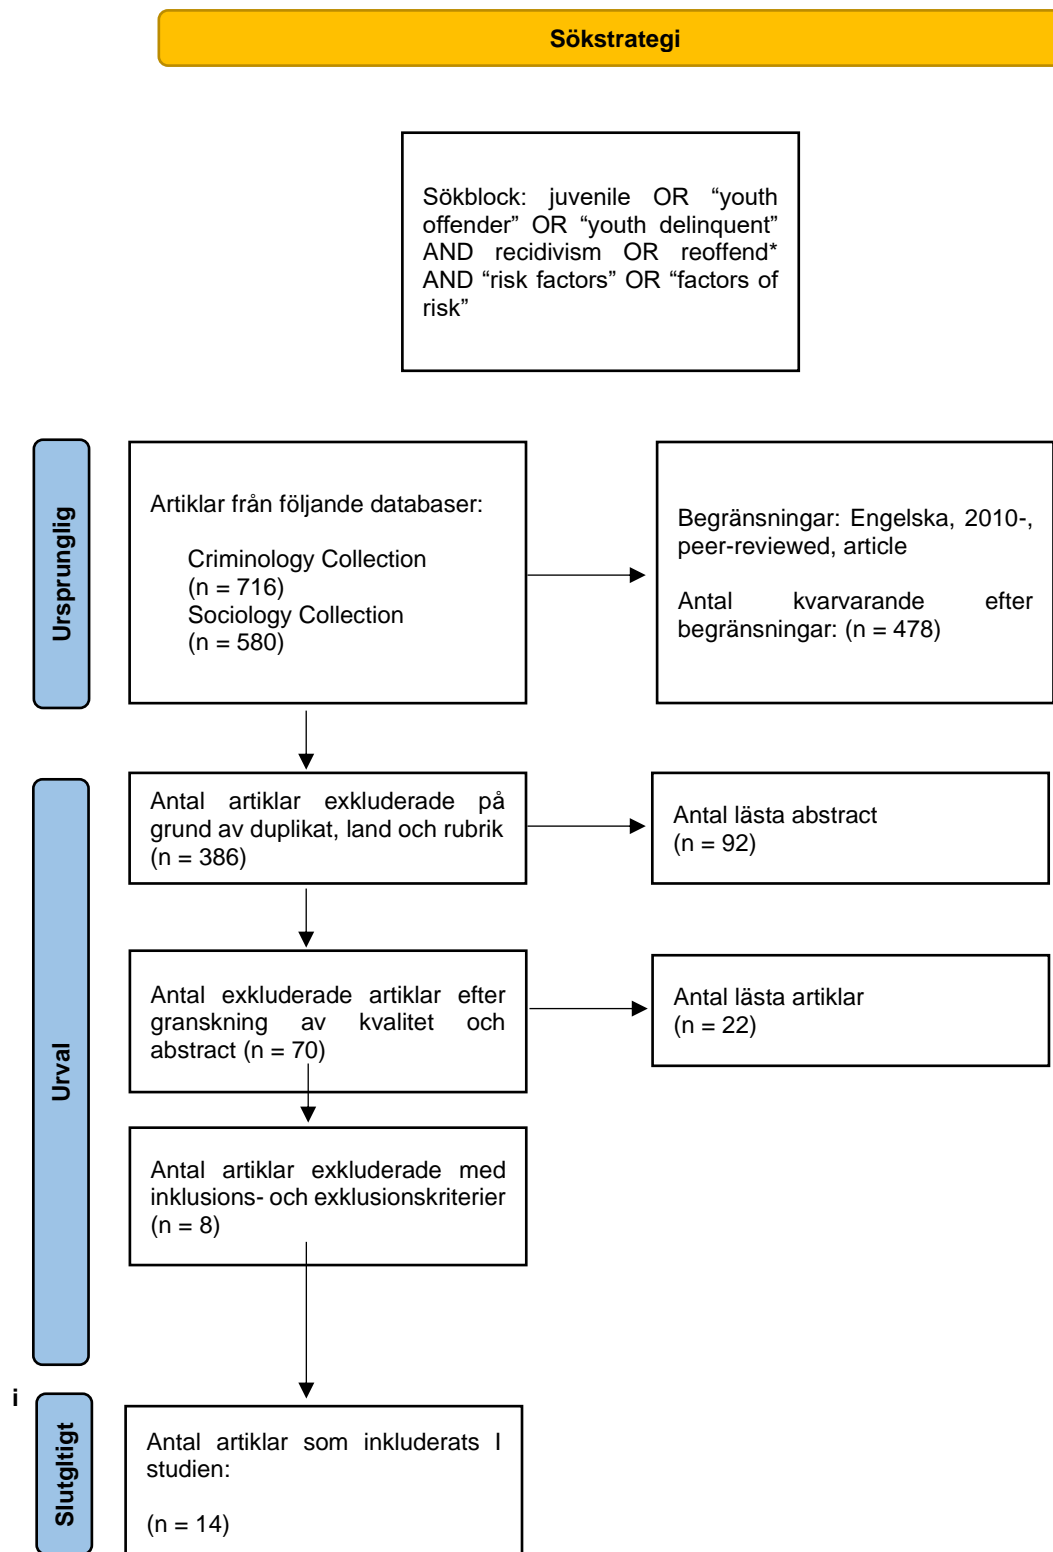 Sökstrategi
Sökblock: juvenile OR “youth
offender” OR “youth delinquent”
AND recidivism OR reoffend*
AND “risk factors” OR “factors of
risk”
Ursprunglig
Artiklar från följande databaser:
Criminology Collection
(n = 716)
Sociology Collection
(n = 580)
Begränsningar: Engelska, 2010-,
peer-reviewed, article
Antal kvarvarande efter
begränsningar: (n = 478)
Urval
Antal artiklar exkluderade på
grund av duplikat, land och rubrik
(n = 386)
Antal lästa abstract
(n = 92)
Antal exkluderade artiklar efter
granskning av kvalitet och
abstract (n = 70)
Antal lästa artiklar
(n = 22)
Antal artiklar exkluderade med
inklusions- och exklusionskriterier
(n = 8)
i
Slutgltigt
Antal artiklar som inkluderats I
studien:
(n = 14)